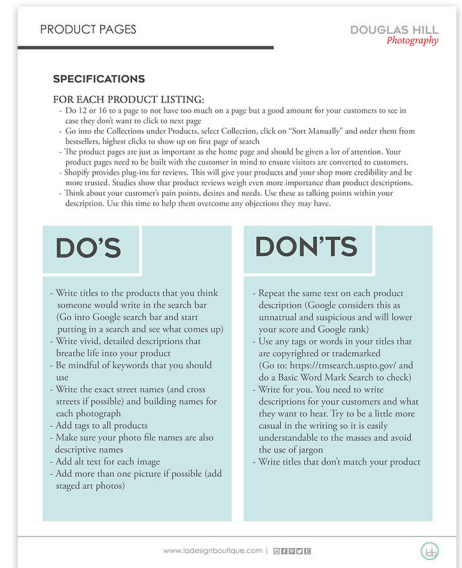 PRODUCT PAGES
DOUGLAS HILL
Photography
SPECIFICATIONS
FOR EACH PRODUCT LISTING:
- Do 12 or 16 to a page to not have too much on a page but a good amount for your customers to see in
case they don't want to click to next page
- Go into the Collections under Products, select Collection, click on "Sort Manually" and order them from
bestsellers, highest clicks to show up on first page of search
- The product pages are just as important as the home page and should be given a lot of attention. Your
product pages need to be built with the customer in mind to ensure visitors are converted to customers.
- Shopify provides plug-ins for reviews. This will give your products and your shop more credibility and be
more trusted. Studies show that product reviews weigh even more importance than product descriptions.
- Think about your customer's pain points, desires and needs. Use these as talking points within your
description. Use this time to help them overcome any objections they may have.
DO'S
- Write titles to the products that you think
someone would write in the search bar
(Go into Google search bar and start
putting in a search and see what comes up)
- Write vivid, detailed descriptions that
breathe life into your product
- Be mindful of keywords that you should
use
- Write the exact street names (and cross
streets if possible) and building names for
each photograph
- Add tags to all products
- Make sure your photo file names are also
descriptive names
- Add alt text for each image
- Add more than one picture if possible (add
staged art photos)
DON'TS
- Repeat the same text on each product
description (Google considers this as
unnatrual and suspicious and will lower
your score and Google rank)
- Use any tags or words in your titles that
are copyrighted or trademarked
(Go to: https://tmsearch.uspto.gov/ and
do a Basic Word Mark Search to check)
- Write for you. You need to write
descriptions for your customers and what
they want to hear. Try to be a little more
casual in the writing so it is easily
understandable to the masses and avoid
the use of jargon
- Write titles that don't match your product
www.ladesignboutique.com |
ldb